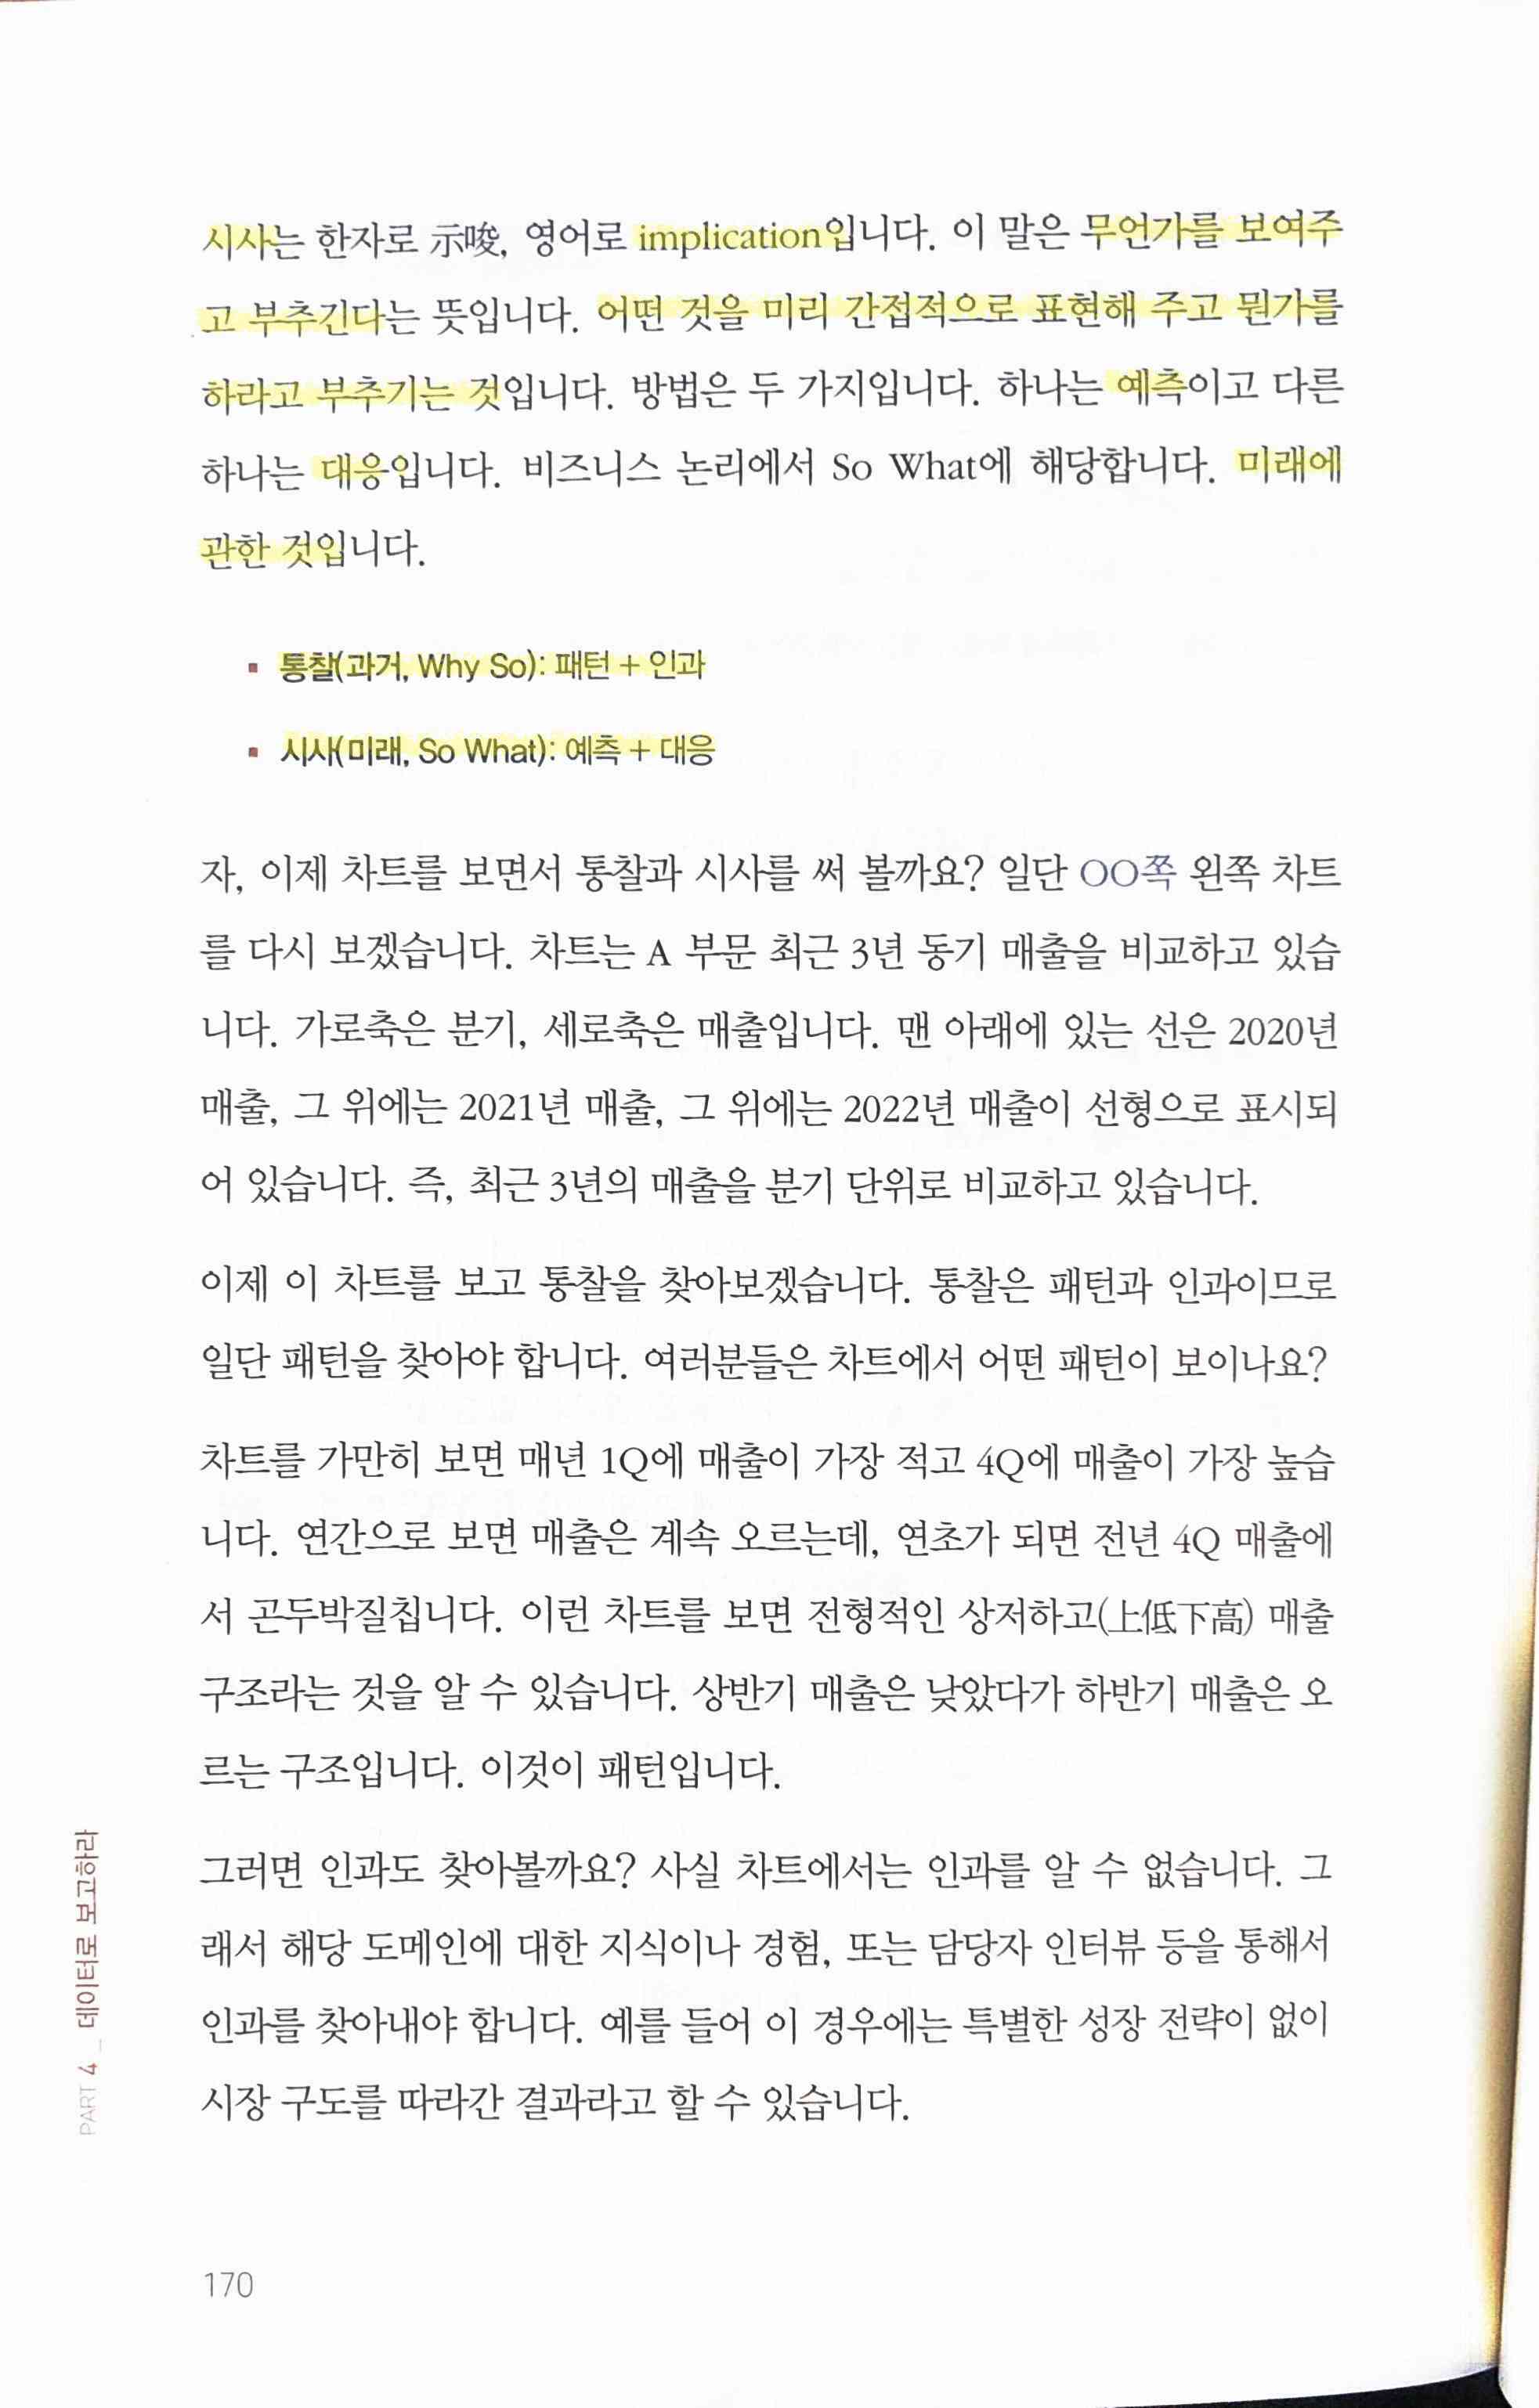 시사는 한자로 示唆, 영어로 implication입니다. 이 말은 무언가를 보여주
고 부추긴다는 뜻입니다. 어떤 것을 미리 간접적으로 표현해 주고 뭔가를
하라고 부추기는 것입니다. 방법은 두 가지입니다. 하나는 예측이고 다른
하나는 대응입니다. 비즈니스 논리에서 So What에 해당합니다. 미래에
관한 것입니다.
▪ 통찰(과거, Why So): 패턴 + 인과
▪ 시사(미래, So What): 예측 + 대응
자, 이제 차트를 보면서 통찰과 시사를 써 볼까요? 일단 OO쪽 왼쪽 차트
를 다시 보겠습니다. 차트는 A 부문 최근 3년 동기 매출을 비교하고 있습
니다. 가로축은 분기, 세로축은 매출입니다. 맨 아래에 있는 선은 2020년
매출, 그 위에는 2021년 매출, 그 위에는 2022년 매출이 선형으로 표시되
어 있습니다. 즉, 최근 3년의 매출을 분기 단위로 비교하고 있습니다.
이제 이 차트를 보고 통찰을 찾아보겠습니다. 통찰은 패턴과 인과이므로
일단 패턴을 찾아야 합니다. 여러분들은 차트에서 어떤 패턴이 보이나요?
차트를 가만히 보면 매년 1Q에 매출이 가장 적고 4Q에 매출이 가장 높습
니다. 연간으로 보면 매출은 계속 오르는데, 연초가 되면 전년 4Q 매출에
서 곤두박질칩니다. 이런 차트를 보면 전형적인 상저하고(上低下高) 매출
구조라는 것을 알 수 있습니다. 상반기 매출은 낮았다가 하반기 매출은 오
르는 구조입니다. 이것이 패턴입니다.
그러면 인과도 찾아볼까요? 사실 차트에서는 인과를 알 수 없습니다. 그
래서 해당 도메인에 대한 지식이나 경험, 또는 담당자 인터뷰 등을 통해서
인과를 찾아내야 합니다. 예를 들어 이 경우에는 특별한 성장 전략이 없이
시장 구도를 따라간 결과라고 할 수 있습니다.
PART 4 _ 데이터로 보고하라
170